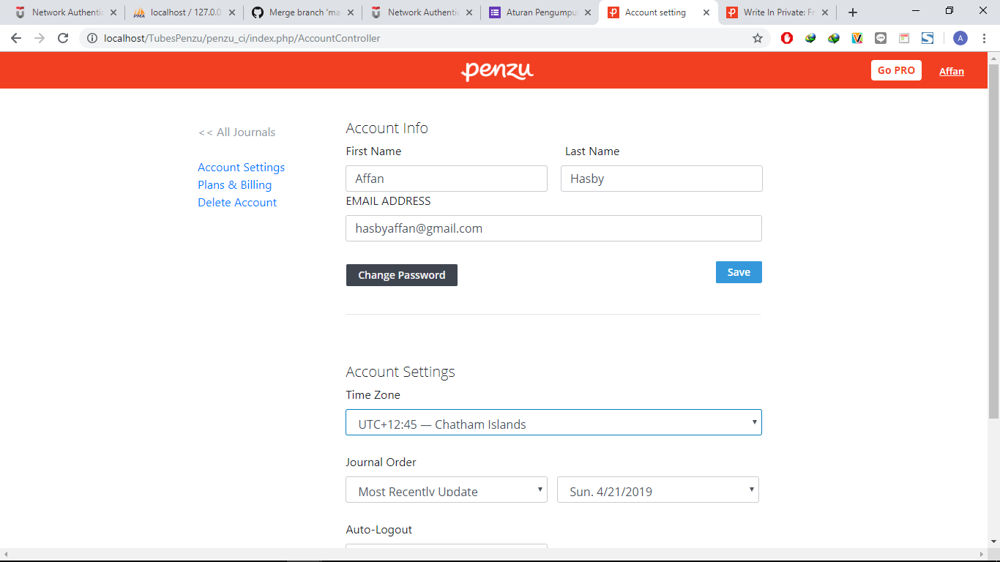 Network Authentic
localhost / 127.0.0.
Merge branch 'ma
Network Authentic
Aturan Pengumpu
Account setting
Write In Private: Fr
localhost/TubesPenzu/penzu_ci/index.php/AccountController
A
penzu
Go PRO
Affan
<< All Journals
Account Settings
Plans & Billing
Delete Account
Account Info
First Name
Last Name
Affan
Hasby
EMAIL ADDRESS
hasbyaffan@gmail.com
Change Password
Save
Account Settings
Time Zone
UTC+12:45 — Chatham Islands
Journal Order
Most Recently Update
Sun. 4/21/2019
Auto-Logout